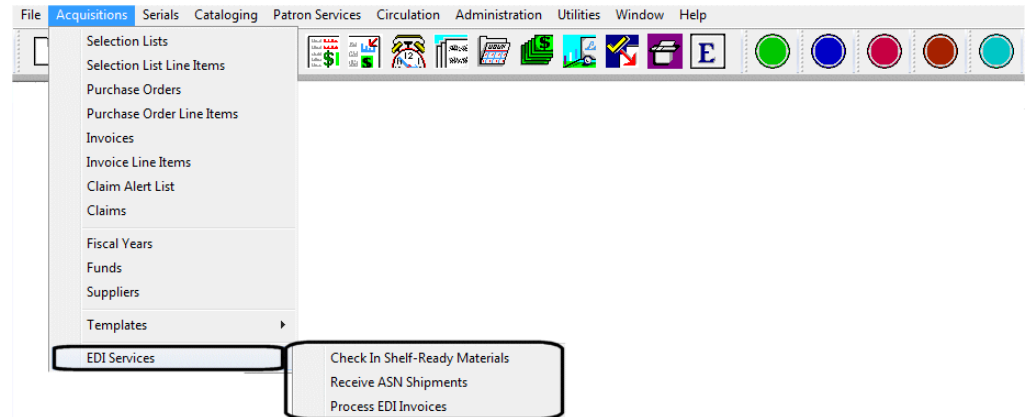 File Acquisitions Serials Cataloging Patron Services Circulation Administration Utilities Window Help
Selection Lists
Selection List Line Items
Purchase Orders
Purchase Order Line Items
Invoices
Invoice Line Items
Claim Alert List
Claims
Fiscal Years
Funds
Suppliers
Templates
EDI Services
Check In Shelf-Ready Materials
Receive ASN Shipments
Process EDI Invoices
$
$
12
$
E